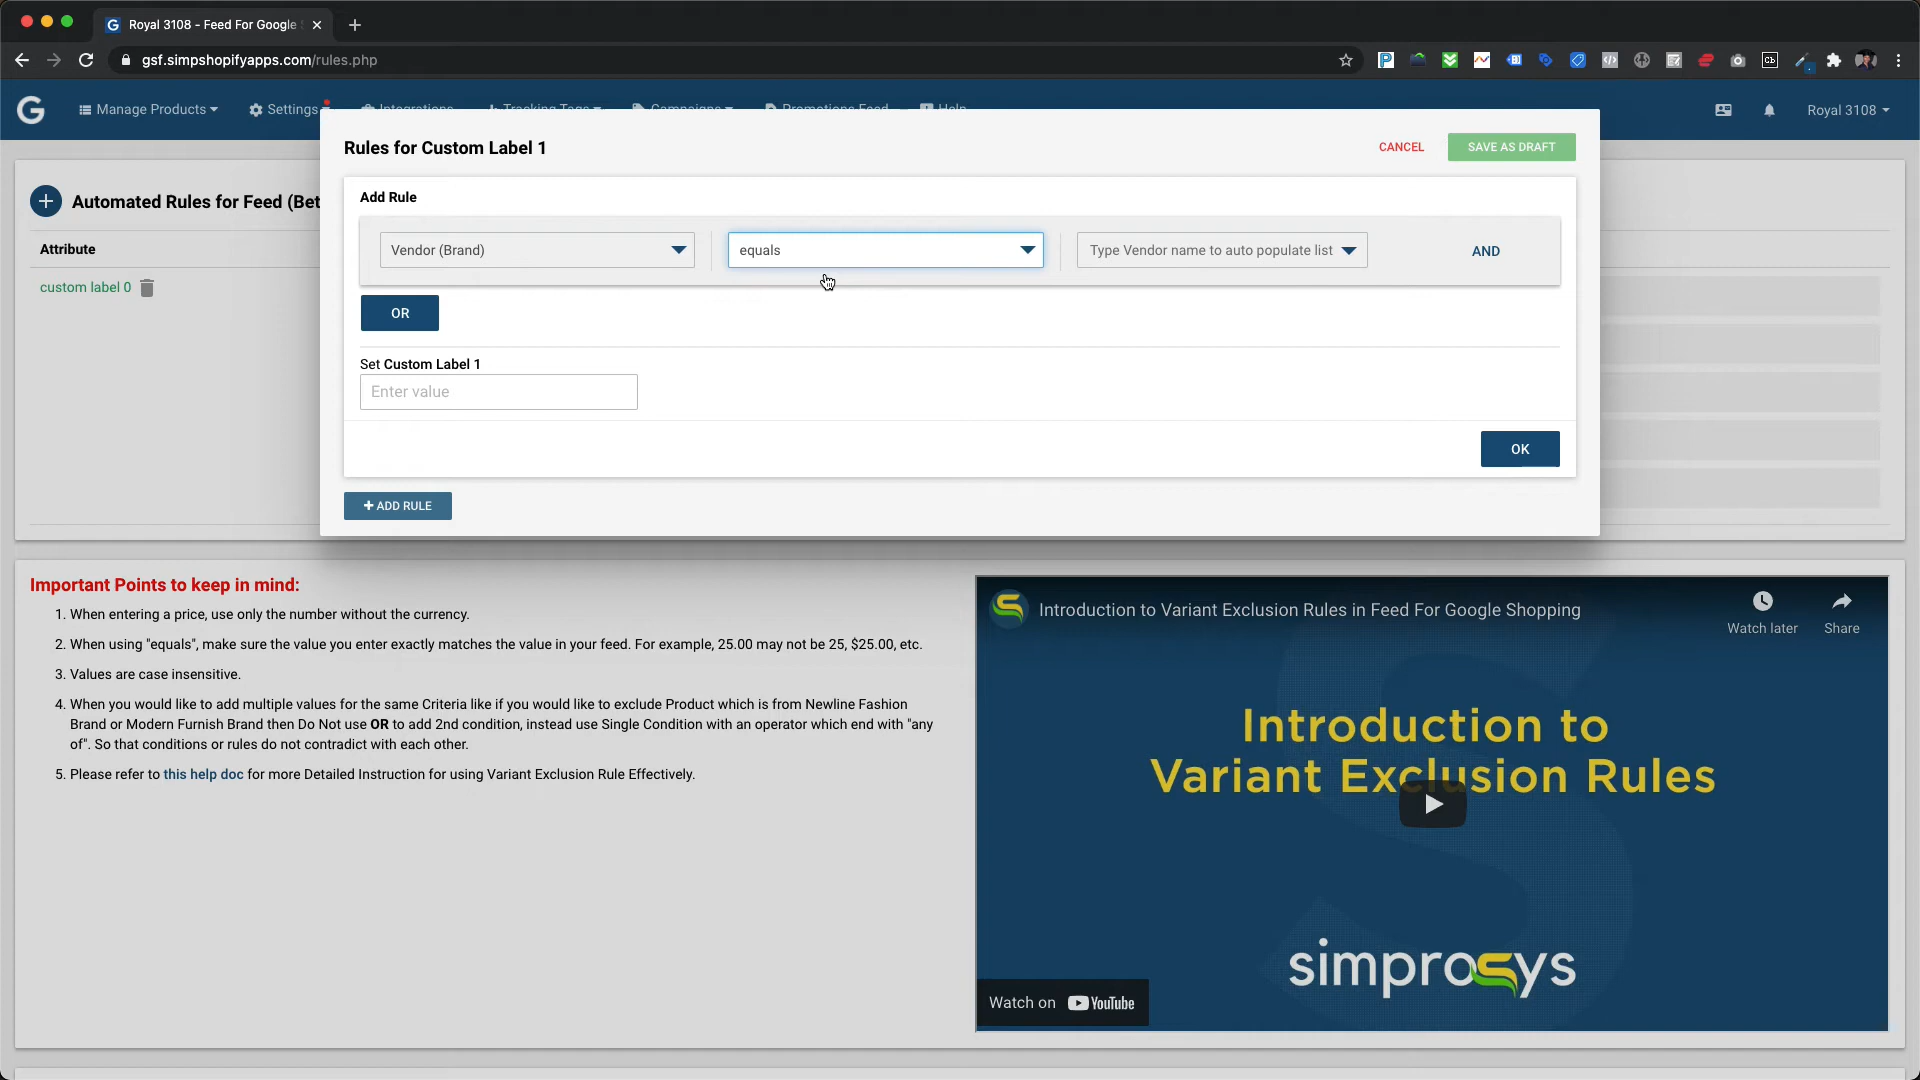 Royal 3108 - Feed For Google
gsf.simpshopifyapps.com/rules.php
Manage Products
Settings
Integrations
Tracking Tags
Campaigns
Promotions Feed
Help
Royal 3108
Rules for Custom Label 1
CANCEL
SAVE AS DRAFT
Automated Rules for Feed (Bet
Attribute
custom label 0
Add Rule
Vendor (Brand)
equals
Type Vendor name to auto populate list
AND
OR
Set Custom Label 1
Enter value
OK
+ ADD RULE
Important Points to keep in mind:
1. When entering a price, use only the number without the currency.
2. When using "equals", make sure the value you enter exactly matches the value in your feed. For example, 25.00 may not be 25, $25.00, etc.
3. Values are case insensitive.
4. When you would like to add multiple values for the same Criteria like if you would like to exclude Product which is from Newline Fashion
Brand or Modern Furnish Brand then Do Not use OR to add 2nd condition, instead use Single Condition with an operator which end with "any
of". So that conditions or rules do not contradict with each other.
5. Please refer to this help doc for more Detailed Instruction for using Variant Exclusion Rule Effectively.
Introduction to Variant Exclusion Rules in Feed For Google Shopping
Watch later
Share
Introduction to
Variant Exclusion Rules
simprosys
Watch on YouTube